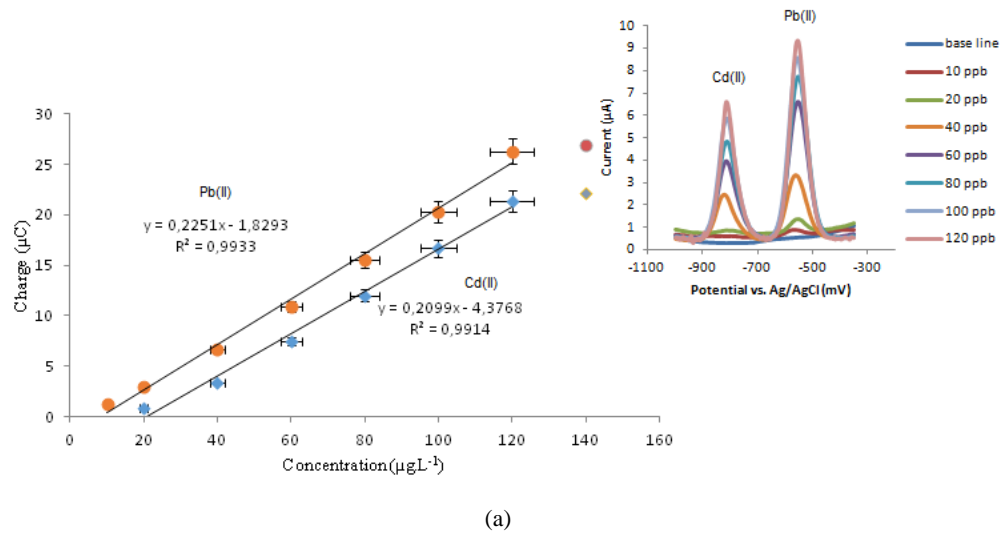 Pb(II)
10
9
8
7
6
5
4
3
2
1
0
Current (µA)
Cd(II)
-1100 -900 -700 -500 -300
Potential vs. Ag/AgCl (mV)
base line
10 ppb
20 ppb
40 ppb
60 ppb
80 ppb
100 ppb
120 ppb
30
25
20
15
10
5
0
Charge (µC)
Pb(II)
y = 0,2251x - 1,8293
R² = 0,9933
Cd(II)
y = 0,2099x - 4,3768
R² = 0,9914
0 20 40 60 80 100 120 140 160
Concentration (µg.L⁻¹)
(a)